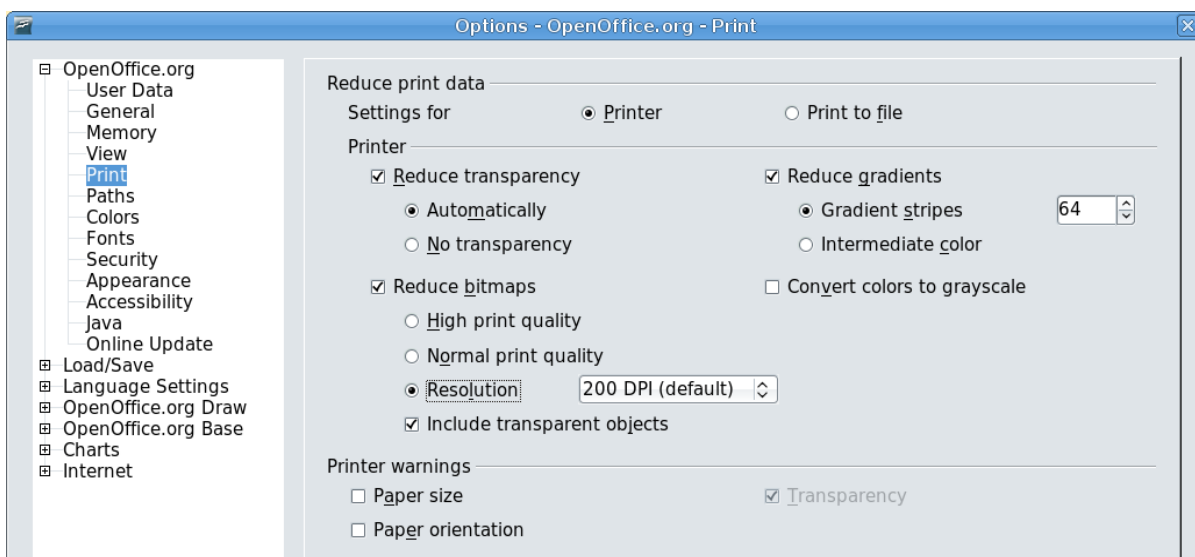 Options - OpenOffice.org - Print
OpenOffice.org
User Data
General
Memory
View
Print
Paths
Colors
Fonts
Security
Appearance
Accessibility
Java
Online Update
Load/Save
Language Settings
OpenOffice.org Draw
OpenOffice.org Base
Charts
Internet
Reduce print data
Settings for Printer Print to file
Printer
Reduce transparency Reduce gradients
Automatically Gradient stripes 64
No transparency Intermediate color
Reduce bitmaps Convert colors to grayscale
High print quality
Normal print quality
Resolution 200 DPI (default)
Include transparent objects
Printer warnings
Paper size Transparency
Paper orientation